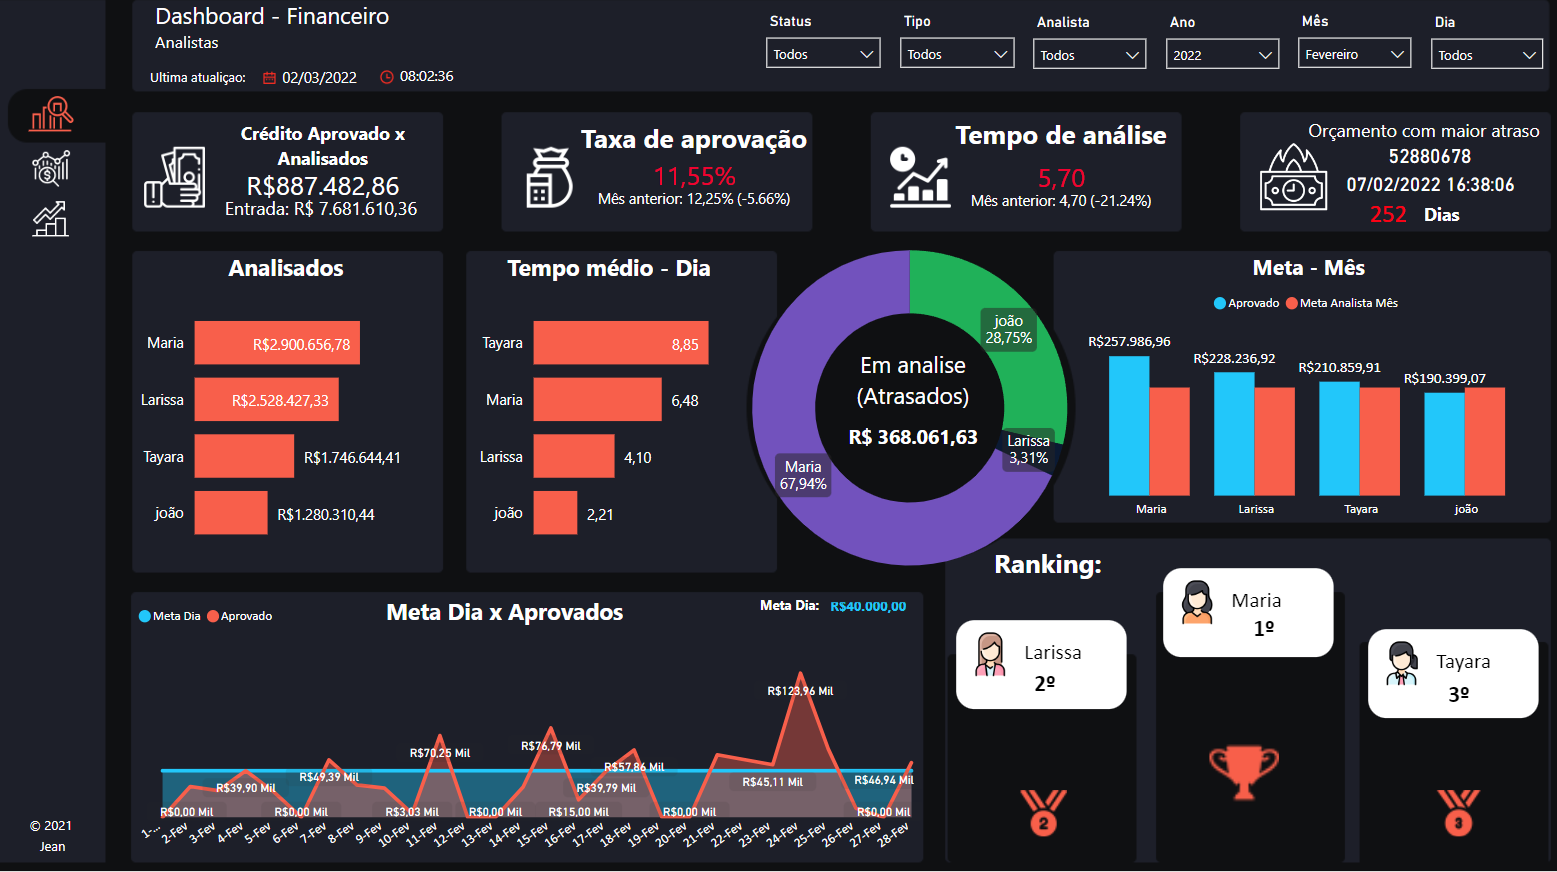 Dashboard - Financeiro
Analistas
Ultima atualiçao: 02/03/2022 08:02:36
Status
Todos
Tipo
Todos
Analista
Todos
Ano
2022
Mês
Fevereiro
Dia
Todos
Crédito Aprovado x
Analisados
R$887.482,86
Entrada: R$ 7.681.610,36
Taxa de aprovação
11,55%
Mês anterior: 12,25% (-5.66%)
Tempo de análise
5,70
Mês anterior: 4,70 (-21.24%)
Orçamento com maior atraso
52880678
07/02/2022 16:38:06
252 Dias
Analisados
Maria R$2.900.656,78
Larissa R$2.528.427,33
Tayara R$1.746.644,41
joão R$1.280.310,44
Tempo médio - Dia
Tayara 8,85
Maria 6,48
Larissa 4,10
joão 2,21
joão
28,75%
Em analise
(Atrasados)
R$ 368.061,63
Larissa
3,31%
Maria
67,94%
Meta - Mês
Aprovado Meta Analista Mês
R$257.986,96
R$228.236,92
R$210.859,91
R$190.399,07
Maria Larissa Tayara joão
Meta Dia Aprovado
Meta Dia x Aprovados
Meta Dia: R$40.000,00
R$123,96 Mil
R$70,25 Mil
R$76,79 Mil
R$57,86 Mil
R$49,39 Mil
R$46,94 Mil
R$45,11 Mil
R$39,90 Mil
R$39,79 Mil
R$0,00 Mil R$0,00 Mil R$3,03 Mil R$0,00 Mil R$15,00 Mil R$0,00 Mil R$0,00 Mil
1-... 2-Fev 3-Fev 4-Fev 5-Fev 6-Fev 7-Fev 8-Fev 9-Fev 10-Fev 11-Fev 12-Fev 13-Fev 14-Fev 15-Fev 16-Fev 17-Fev 18-Fev 19-Fev 20-Fev 21-Fev 22-Fev 23-Fev 24-Fev 25-Fev 26-Fev 27-Fev 28-Fev
Ranking:
Maria
1º
Larissa
2º
Tayara
3º
2
3
© 2021
Jean